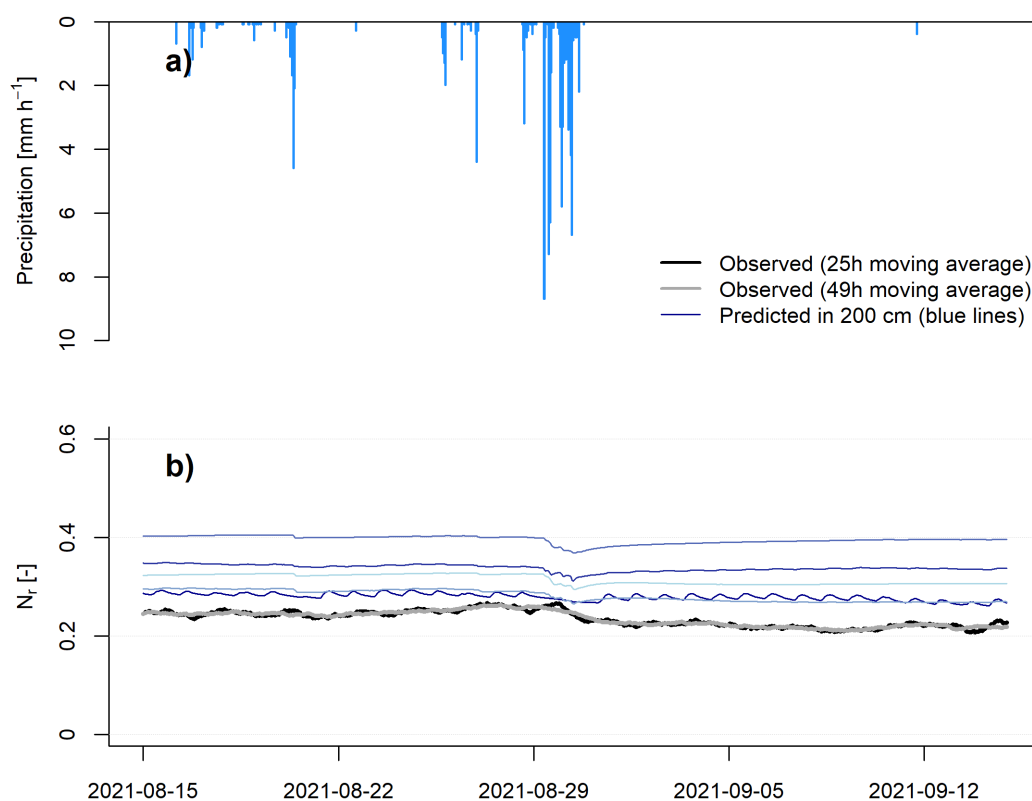 a)
Precipitation [mm h⁻¹]
0
2
4
6
8
10
Observed (25h moving average)
Observed (49h moving average)
Predicted in 200 cm (blue lines)
b)
Nᵣ [-]
0.6
0.4
0.2
0
2021-08-15 2021-08-22 2021-08-29 2021-09-05 2021-09-12